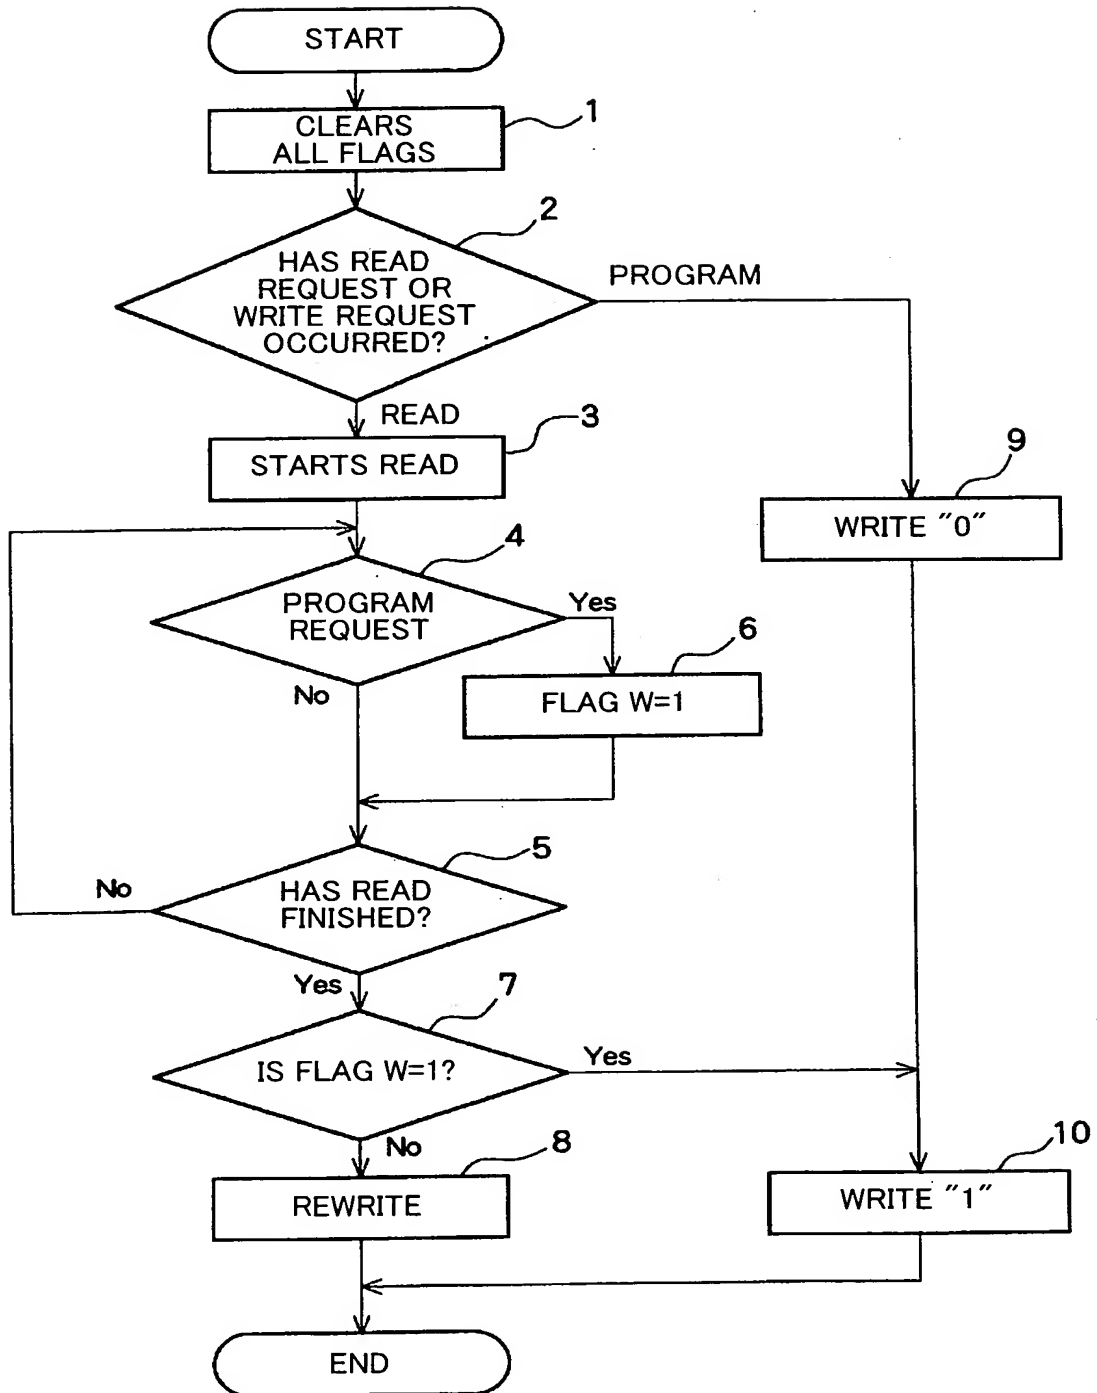 START
1
CLEARS
ALL FLAGS
2
HAS READ
REQUEST OR
WRITE REQUEST
OCCURRED?
PROGRAM
READ
3
STARTS READ
9
WRITE "0"
4
PROGRAM
REQUEST
Yes
6
No
FLAG W=1
5
No
HAS READ
FINISHED?
Yes
7
IS FLAG W=1?
Yes
No
8
10
REWRITE
WRITE "1"
END